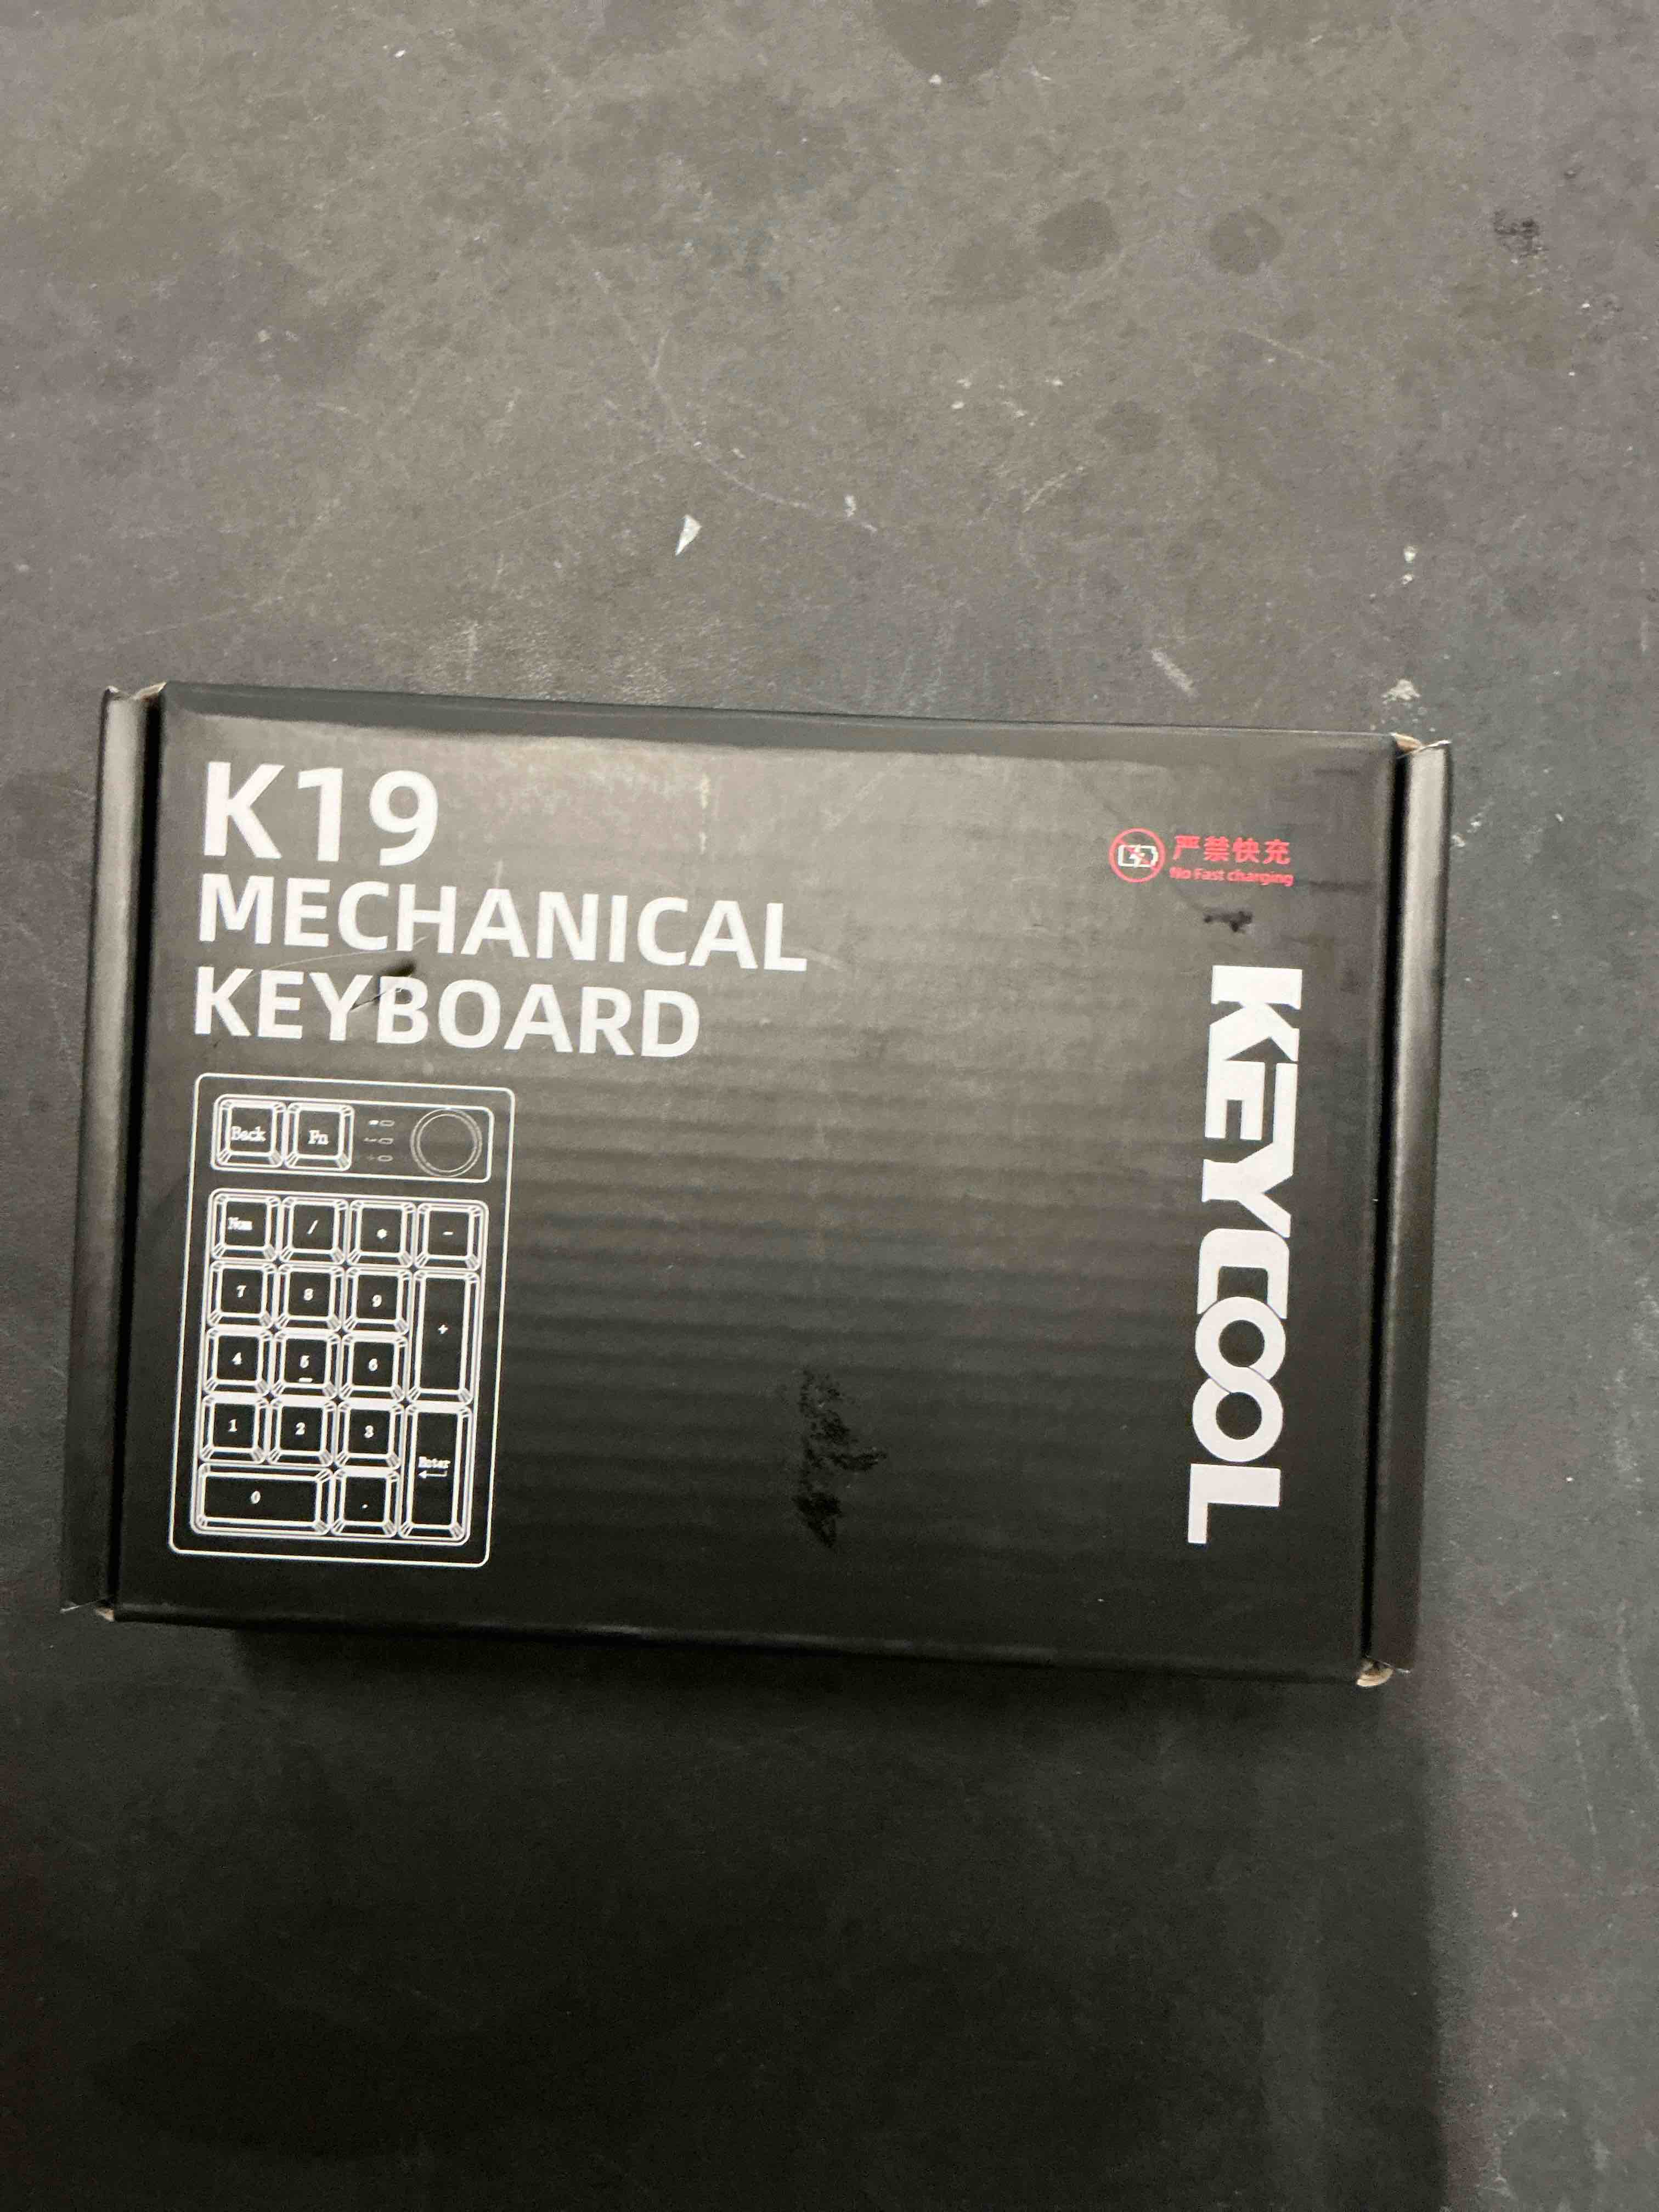 K19
MECHANICAL
KEYBOARD
严禁快充
No Fast charging
KEYCOOL
Back Fn
Num / * -
7 8 9 +
4 5 6
1 2 3 Enter
0 .